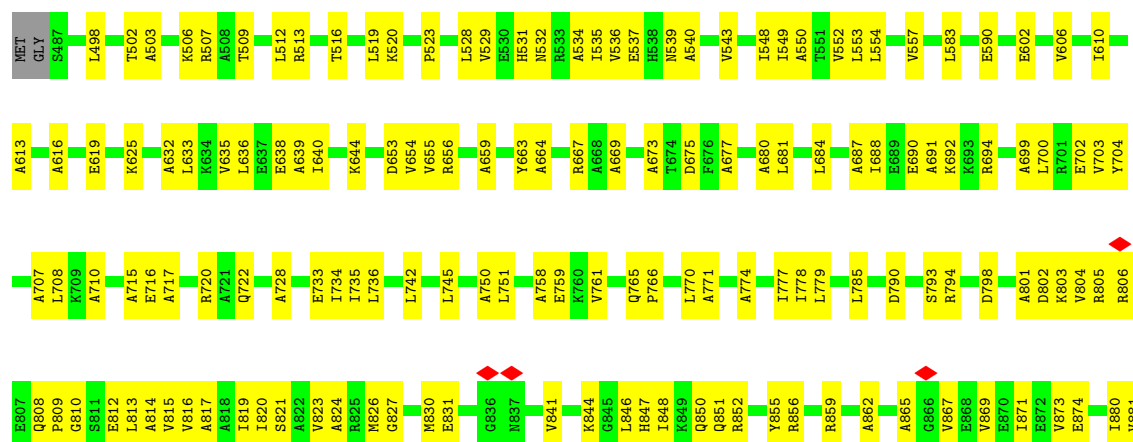 MET GLY S487 L498 T502 A503 K506 R507 A508 T509 L512 R513 T516 L519 K520 P523 L528 V529 E530 H531 N532 R533 A534 I535 V536 E537 H538 N539 A540 V543 I548 I549 A550 T551 V552 L553 L554 V557 L583 E590 E602 V606 I610
A613 A616 E619 K625 A632 L633 K634 V635 L636 E637 E638 A639 I640 K644 D653 V654 V655 R656 A659 Y663 A664 R667 A668 A669 A673 T674 D675 F676 A677 A680 L681 L684 A687 I688 E689 E690 A691 K692 K693 R694 A699 L700 R701 E702 V703 Y704
A707 L708 K709 A710 A715 E716 A717 R720 A721 Q722 A728 E733 I734 I735 L736 L742 L745 A750 L751 A758 E759 K760 V761 Q765 P766 L770 A771 A774 I777 I778 L779 L785 D790 S793 R794 D798 A801 D802 K803 V804 R805 R806
E807 Q808 P809 G810 S811 E812 L813 A814 V815 V816 A817 A818 I819 I820 S821 A822 V823 A824 R825 M826 G827 M830 E831 G836 N837 V841 K844 G845 L846 H847 I848 K849 Q850 Q851 R852 Y855 R856 R859 A862 A865 G866 V867 E868 V869 E870 I871 E872 V873 E874 I880